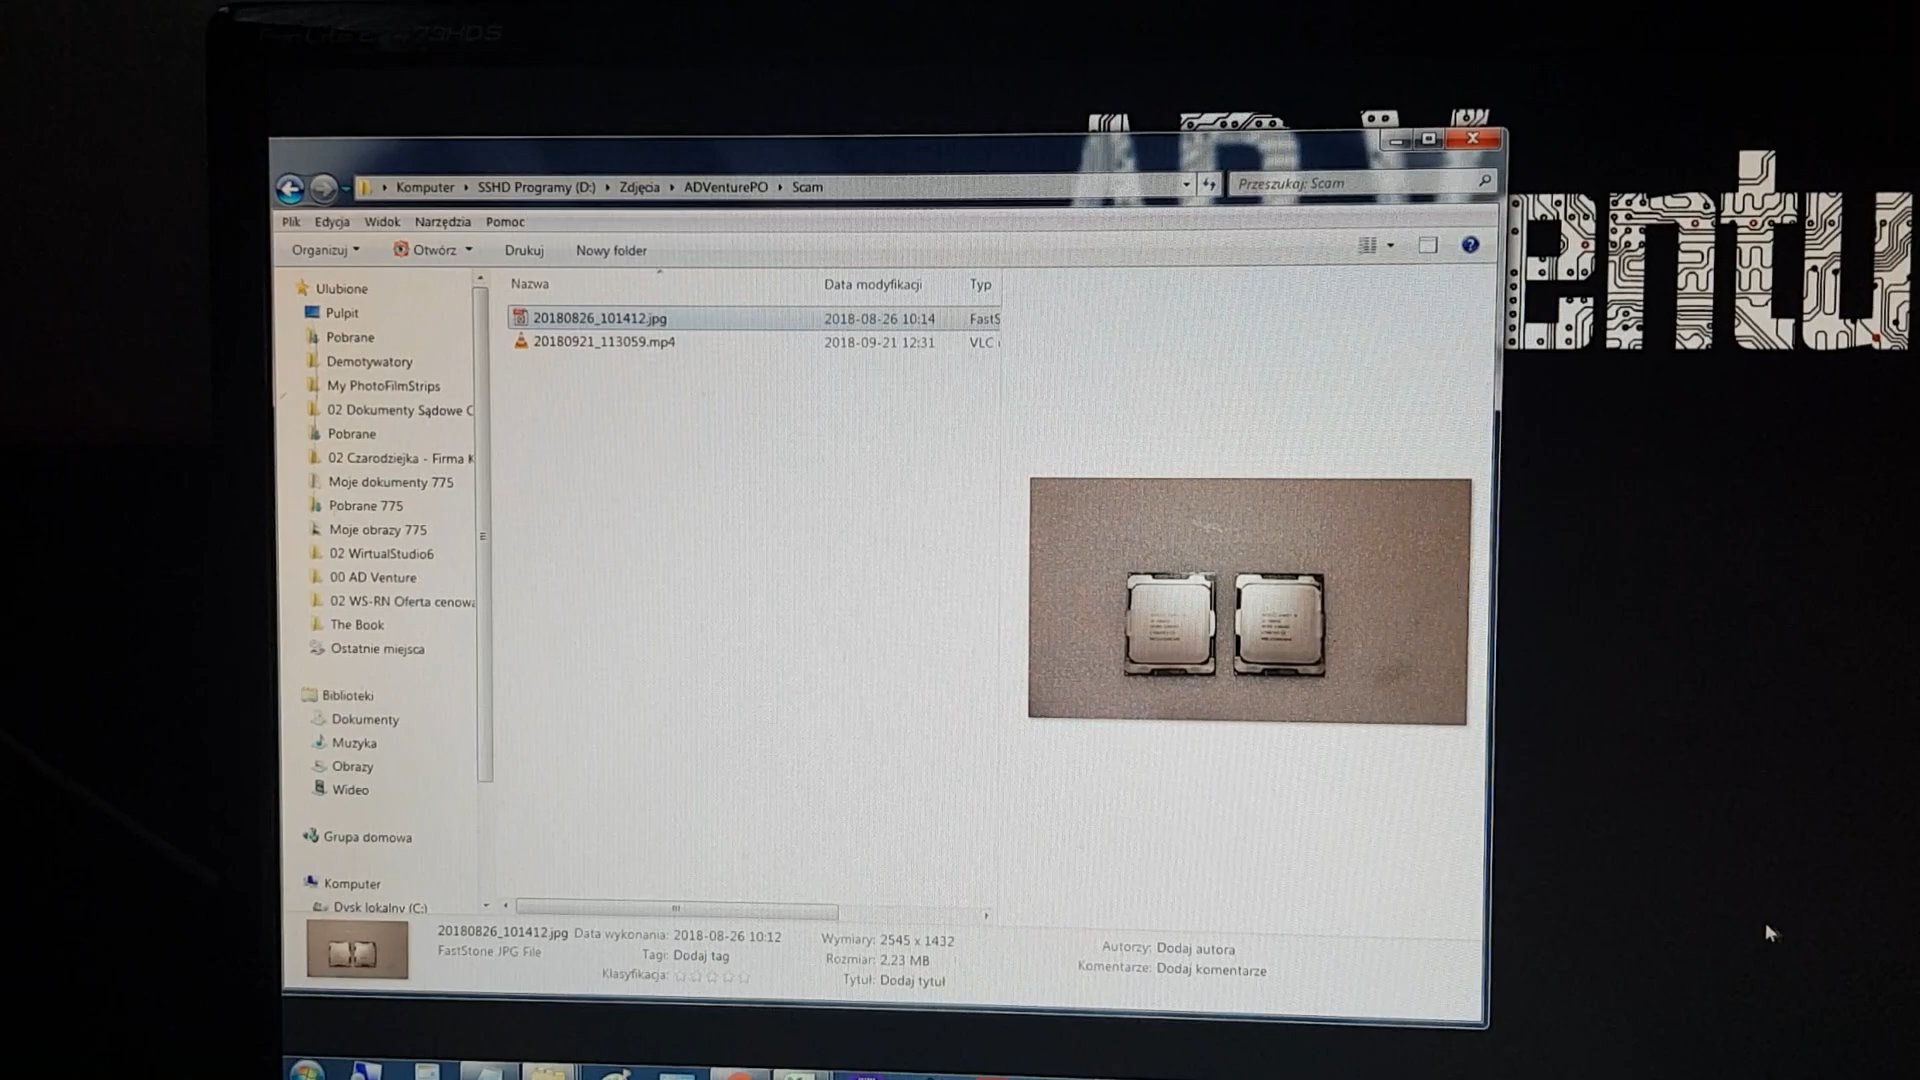 AD Ventu
Komputer SSHD Programy (D:) Zdjęcia ADVenturePO Scam
Przeszukaj: Scam
Plik Edycja Widok Narzędzia Pomoc
Organizuj Otwórz Drukuj Nowy folder
Nazwa Data modyfikacji Typ
20180826_101412.jpg 2018-08-26 10:14 FastS
20180921_113059.mp4 2018-09-21 12:31 VLC
Ulubione
Pulpit
Pobrane
Demotywatory
My PhotoFilmStrips
02 Dokumenty Sądowe C
Pobrane
02 Czarodziejka - Firma K
Moje dokumenty 775
Pobrane 775
Moje obrazy 775
02 WirtualStudio6
00 AD Venture
02 WS-RN Oferta cenowa
The Book
Ostatnie miejsca
Biblioteki
Dokumenty
Muzyka
Obrazy
Wideo
Grupa domowa
Komputer
Dysk lokalny (C:)
20180826_101412.jpg Data wykonania: 2018-08-26 10:12
FastStone JPG File
Tagi: Dodaj tag
Klasyfikacja:
Wymiary: 2545 x 1432
Rozmiar: 2.23 MB
Tytuł: Dodaj tytuł
Autorzy: Dodaj autora
Komentarze: Dodaj komentarze